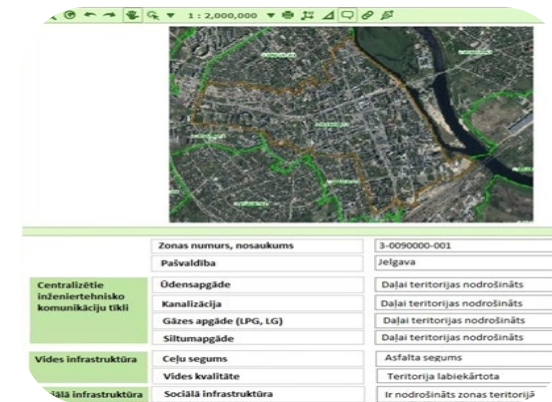 1 : 2,000,000
Zonas numurs, nosaukums 3-0090000-001
Pašvaldība Jelgava
Centralizētie inženiertehnisko komunikāciju tīkli
Ūdensapgāde Daļai teritorijas nodrošināts
Kanalizācija Daļai teritorijas nodrošināts
Gāzes apgāde (LPG, LG) Daļai teritorijas nodrošināts
Siltumapgāde Daļai teritorijas nodrošināts
Vides infrastruktūra Ceļu segums Asfalta segums
Vides kvalitāte Teritorija labiekārtota
infrastruktūra Sociālā infrastruktūra Ir nodrošināts zonas teritorijā